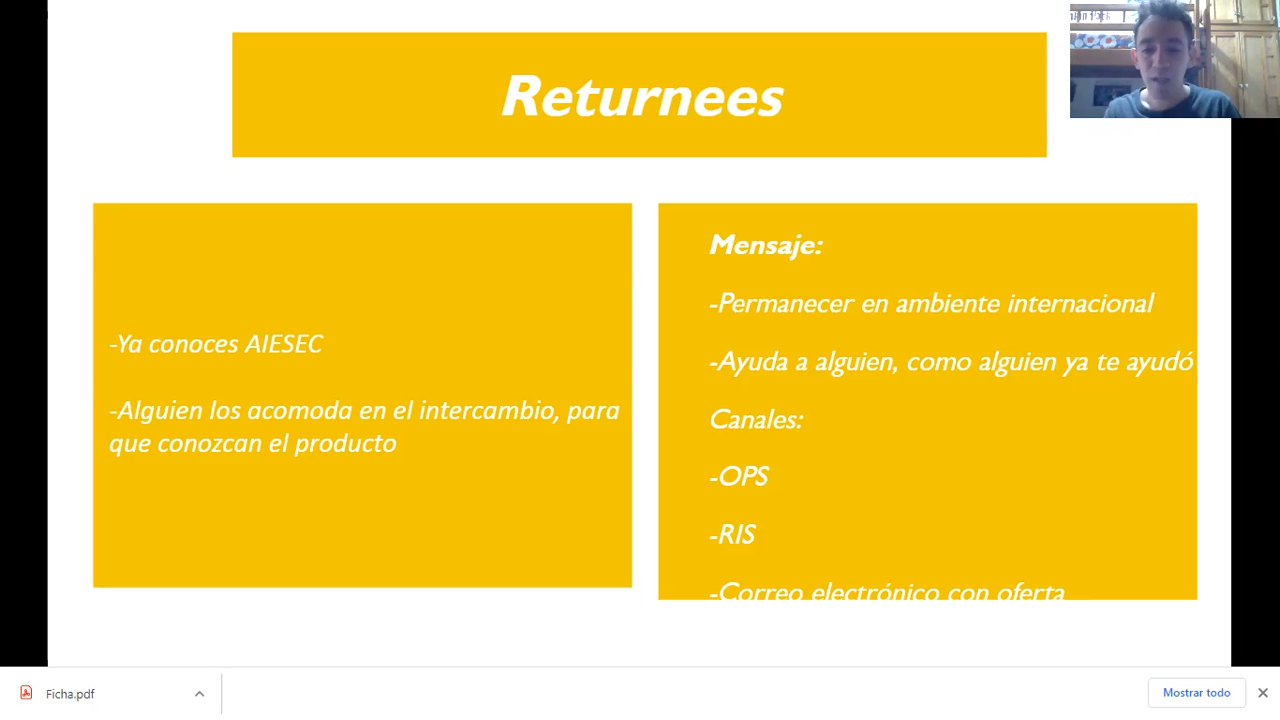 Returnees
-Ya conoces AIESEC
-Alguien los acomoda en el intercambio, para
que conozcan el producto
Mensaje:
-Permanecer en ambiente internacional
-Ayuda a alguien, como alguien ya te ayudó
Canales:
-OPS
-RIS
-Correo electrónico con oferta
Ficha.pdf
Mostrar todo